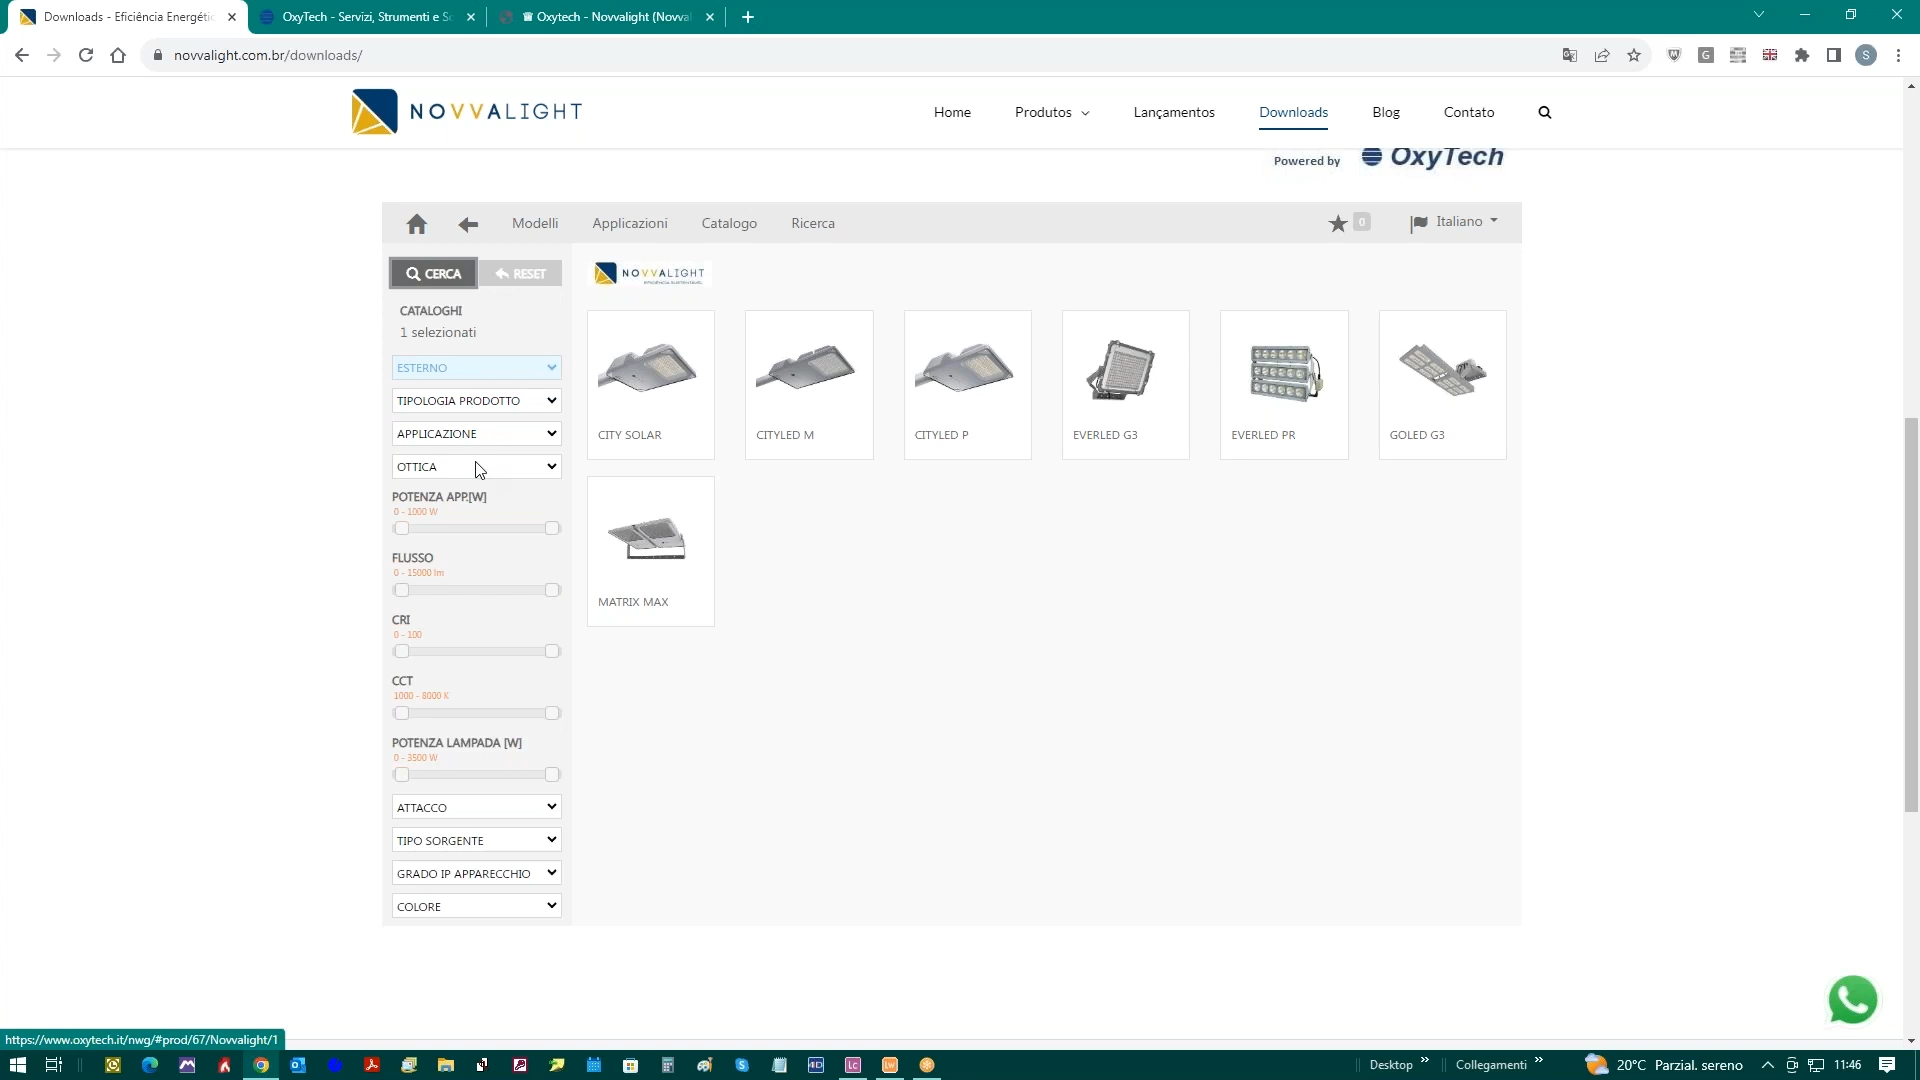 Downloads - Eficiência Energétic
OxyTech - Servizi, Strumenti e So
Oxytech - Novvalight (Novval
novvalight.com.br/downloads/
NOVVALIGHT
Home
Produtos
Lançamentos
Downloads
Blog
Contato
Powered by
OxyTech
Modelli
Applicazioni
Catalogo
Ricerca
0
Italiano
CERCA
RESET
NOVVALIGHT
CATALOGHI
1 selezionati
ESTERNO
TIPOLOGIA PRODOTTO
APPLICAZIONE
OTTICA
POTENZA APP.[W]
0 - 1000 W
FLUSSO
0 - 15000 lm
CRI
0 - 100
CCT
1000 - 8000 K
POTENZA LAMPADA [W]
0 - 3500 W
ATTACCO
TIPO SORGENTE
GRADO IP APPARECCHIO
COLORE
CITY SOLAR
CITYLED M
CITYLED P
EVERLED G3
EVERLED PR
GOLED G3
MATRIX MAX
https://www.oxytech.it/nwg/#prod/67/Novvalight/1
Desktop
Collegamenti
20°C Parzial. sereno
11:46